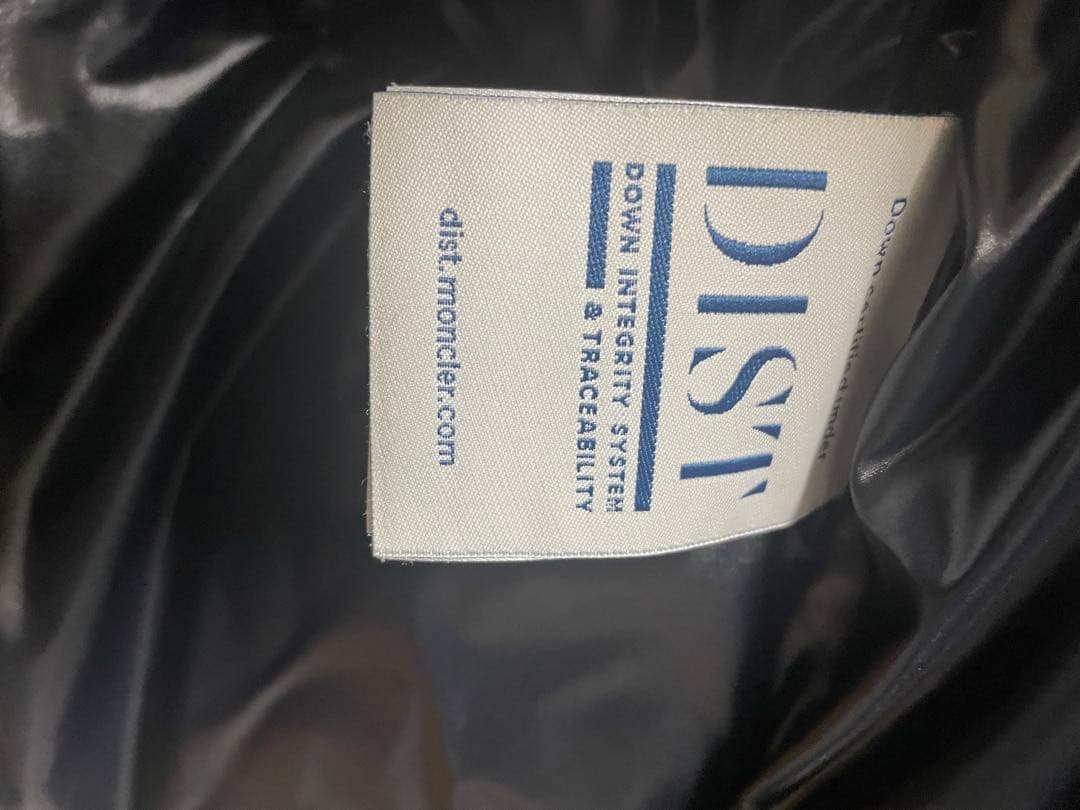 Down certified under
DIST
DOWN INTEGRITY SYSTEM
& TRACEABILITY
dist.moncler.com